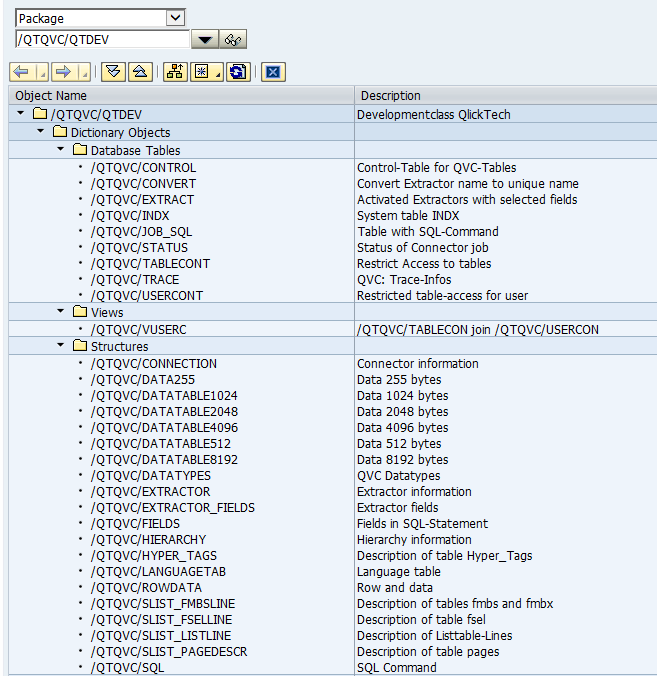 Package
/QTQVC/QTDEV
Object Name Description
/QTQVC/QTDEV Developmentclass QlickTech
Dictionary Objects
Database Tables
/QTQVC/CONTROL Control-Table for QVC-Tables
/QTQVC/CONVERT Convert Extractor name to unique name
/QTQVC/EXTRACT Activated Extractors with selected fields
/QTQVC/INDX System table INDX
/QTQVC/JOB_SQL Table with SQL-Command
/QTQVC/STATUS Status of Connector job
/QTQVC/TABLECONT Restrict Access to tables
/QTQVC/TRACE QVC: Trace-Infos
/QTQVC/USERCONT Restricted table-access for user
Views
/QTQVC/VUSERC /QTQVC/TABLECON join /QTQVC/USERCON
Structures
/QTQVC/CONNECTION Connector information
/QTQVC/DATA255 Data 255 bytes
/QTQVC/DATATABLE1024 Data 1024 bytes
/QTQVC/DATATABLE2048 Data 2048 bytes
/QTQVC/DATATABLE4096 Data 4096 bytes
/QTQVC/DATATABLE512 Data 512 bytes
/QTQVC/DATATABLE8192 Data 8192 bytes
/QTQVC/DATATYPES QVC Datatypes
/QTQVC/EXTRACTOR Extractor information
/QTQVC/EXTRACTOR_FIELDS Extractor fields
/QTQVC/FIELDS Fields in SQL-Statement
/QTQVC/HIERARCHY Hierarchy information
/QTQVC/HYPER_TAGS Description of table Hyper_Tags
/QTQVC/LANGUAGETAB Language table
/QTQVC/ROWDATA Row and data
/QTQVC/SLIST_FMBSLINE Description of tables fmbs and fmbx
/QTQVC/SLIST_FSELLINE Description of table fsel
/QTQVC/SLIST_LISTLINE Description of Listtable-Lines
/QTQVC/SLIST_PAGEDESCR Description of table pages
/QTQVC/SQL SQL Command